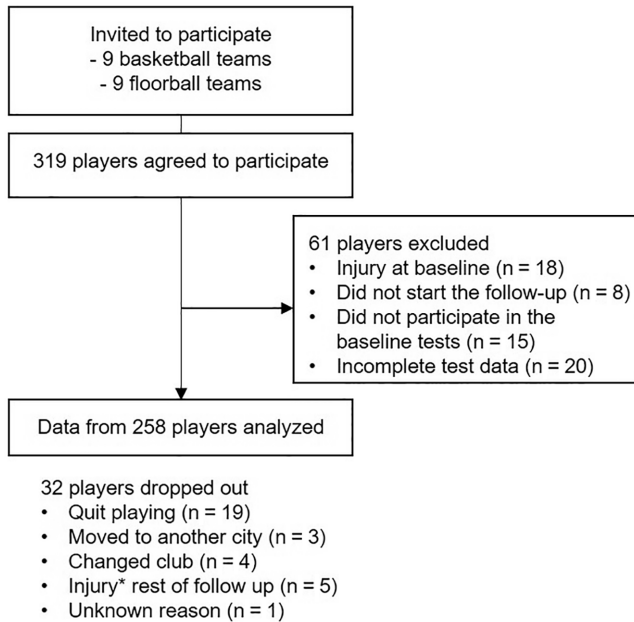 Invited to participate
- 9 basketball teams
- 9 floorball teams
319 players agreed to participate
61 players excluded
• Injury at baseline (n = 18)
• Did not start the follow-up (n = 8)
• Did not participate in the
baseline tests (n = 15)
• Incomplete test data (n = 20)
Data from 258 players analyzed
32 players dropped out
• Quit playing (n = 19)
• Moved to another city (n = 3)
• Changed club (n = 4)
• Injury* rest of follow up (n = 5)
• Unknown reason (n = 1)